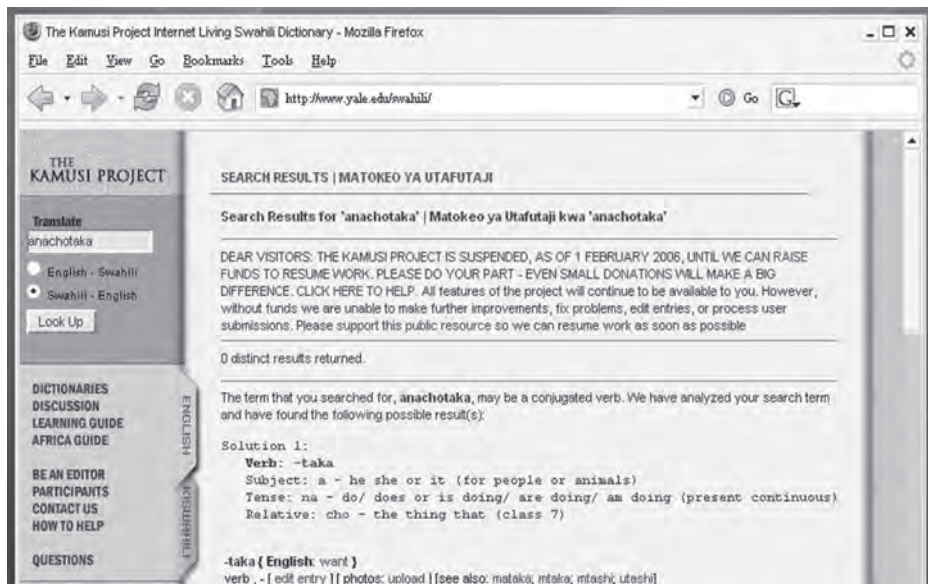 The Kamusi Project Internet Living Swahili Dictionary - Mozilla Firefox
File Edit View Go Bookmarks Tools Help
http://www.yale.edu/swahili/
Go
G
THE
KAMUSI PROJECT
Translate
anachotaka
English - Swahili
Swahili - English
Look Up
DICTIONARIES
DISCUSSION
LEARNING GUIDE
AFRICA GUIDE
BE AN EDITOR
PARTICIPANTS
CONTACT US
HOW TO HELP
QUESTIONS
ENGLISH
KISWAHILI
SEARCH RESULTS | MATOKEO YA UTAFUTAJI
Search Results for 'anachotaka' | Matokeo ya Utafutaji kwa 'anachotaka'
DEAR VISITORS: THE KAMUSI PROJECT IS SUSPENDED, AS OF 1 FEBRUARY 2006, UNTIL WE CAN RAISE
FUNDS TO RESUME WORK. PLEASE DO YOUR PART - EVEN SMALL DONATIONS WILL MAKE A BIG
DIFFERENCE. CLICK HERE TO HELP. All features of the project will continue to be available to you. However,
without funds we are unable to make further improvements, fix problems, edit entries, or process user
submissions. Please support this public resource so we can resume work as soon as possible
0 distinct results returned.
The term that you searched for, anachotaka, may be a conjugated verb. We have analyzed your search term
and have found the following possible result(s):
Solution 1:
Verb: -taka
Subject: a - he she or it (for people or animals)
Tense: na - do/ does or is doing/ are doing/ am doing (present continuous)
Relative: cho - the thing that (class 7)
-taka { English: want }
verb , - [ edit entry ] [ photos: upload ] [see also: mataka; mtaka; mtashi; utashi]